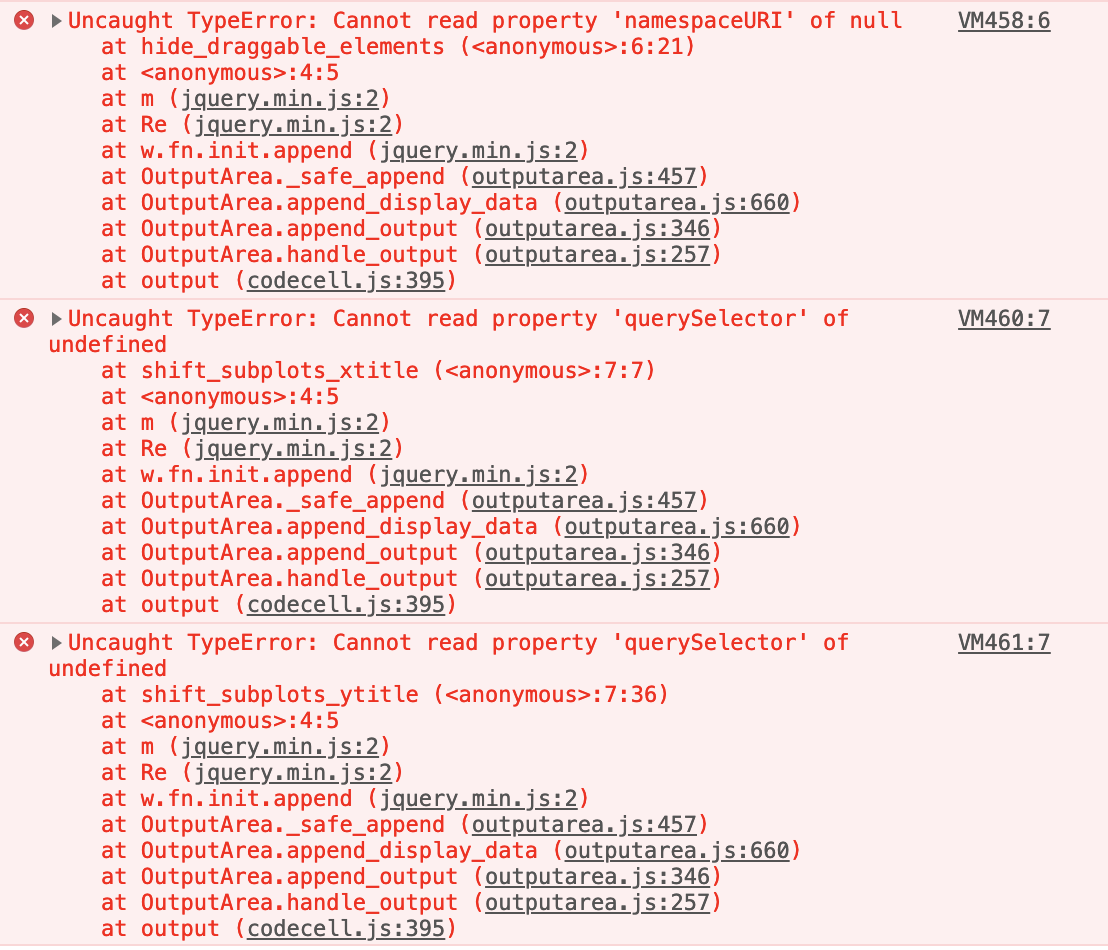 Uncaught TypeError: Cannot read property 'namespaceURI' of null VM458:6
at hide_draggable_elements (<anonymous>:6:21)
at <anonymous>:4:5
at m (jquery.min.js:2)
at Re (jquery.min.js:2)
at w.fn.init.append (jquery.min.js:2)
at OutputArea._safe_append (outputarea.js:457)
at OutputArea.append_display_data (outputarea.js:660)
at OutputArea.append_output (outputarea.js:346)
at OutputArea.handle_output (outputarea.js:257)
at output (codecell.js:395)
Uncaught TypeError: Cannot read property 'querySelector' of VM460:7
undefined
at shift_subplots_xtitle (<anonymous>:7:7)
at <anonymous>:4:5
at m (jquery.min.js:2)
at Re (jquery.min.js:2)
at w.fn.init.append (jquery.min.js:2)
at OutputArea._safe_append (outputarea.js:457)
at OutputArea.append_display_data (outputarea.js:660)
at OutputArea.append_output (outputarea.js:346)
at OutputArea.handle_output (outputarea.js:257)
at output (codecell.js:395)
Uncaught TypeError: Cannot read property 'querySelector' of VM461:7
undefined
at shift_subplots_ytitle (<anonymous>:7:36)
at <anonymous>:4:5
at m (jquery.min.js:2)
at Re (jquery.min.js:2)
at w.fn.init.append (jquery.min.js:2)
at OutputArea._safe_append (outputarea.js:457)
at OutputArea.append_display_data (outputarea.js:660)
at OutputArea.append_output (outputarea.js:346)
at OutputArea.handle_output (outputarea.js:257)
at output (codecell.js:395)